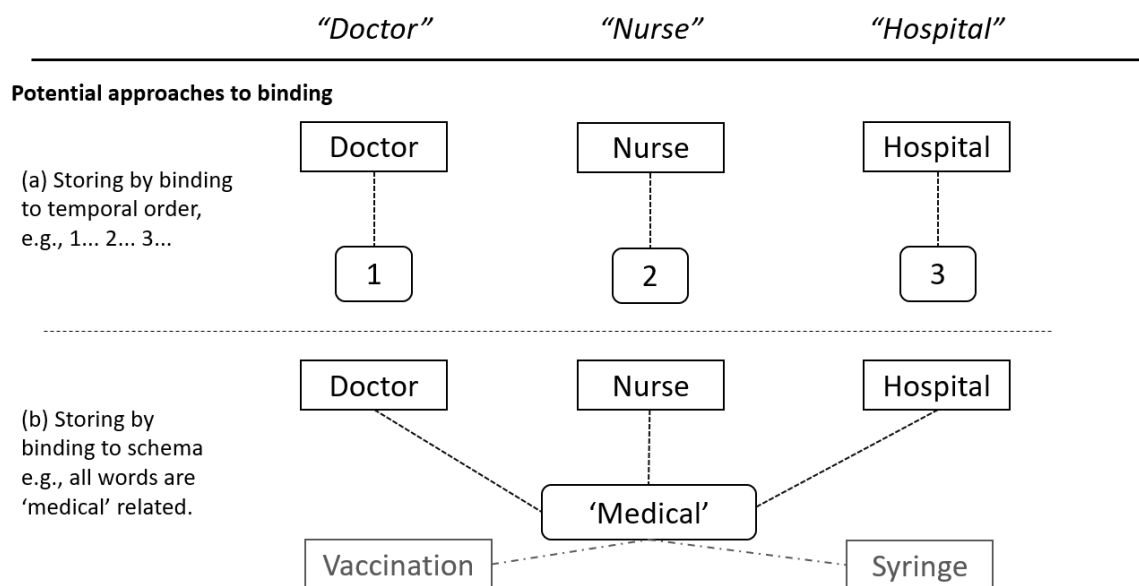 “Doctor” “Nurse” “Hospital”
Potential approaches to binding
Doctor Nurse Hospital
(a) Storing by binding
to temporal order,
e.g., 1... 2... 3...
1 2 3
Doctor Nurse Hospital
(b) Storing by
binding to schema
e.g., all words are
‘medical’ related.
‘Medical’
Vaccination Syringe